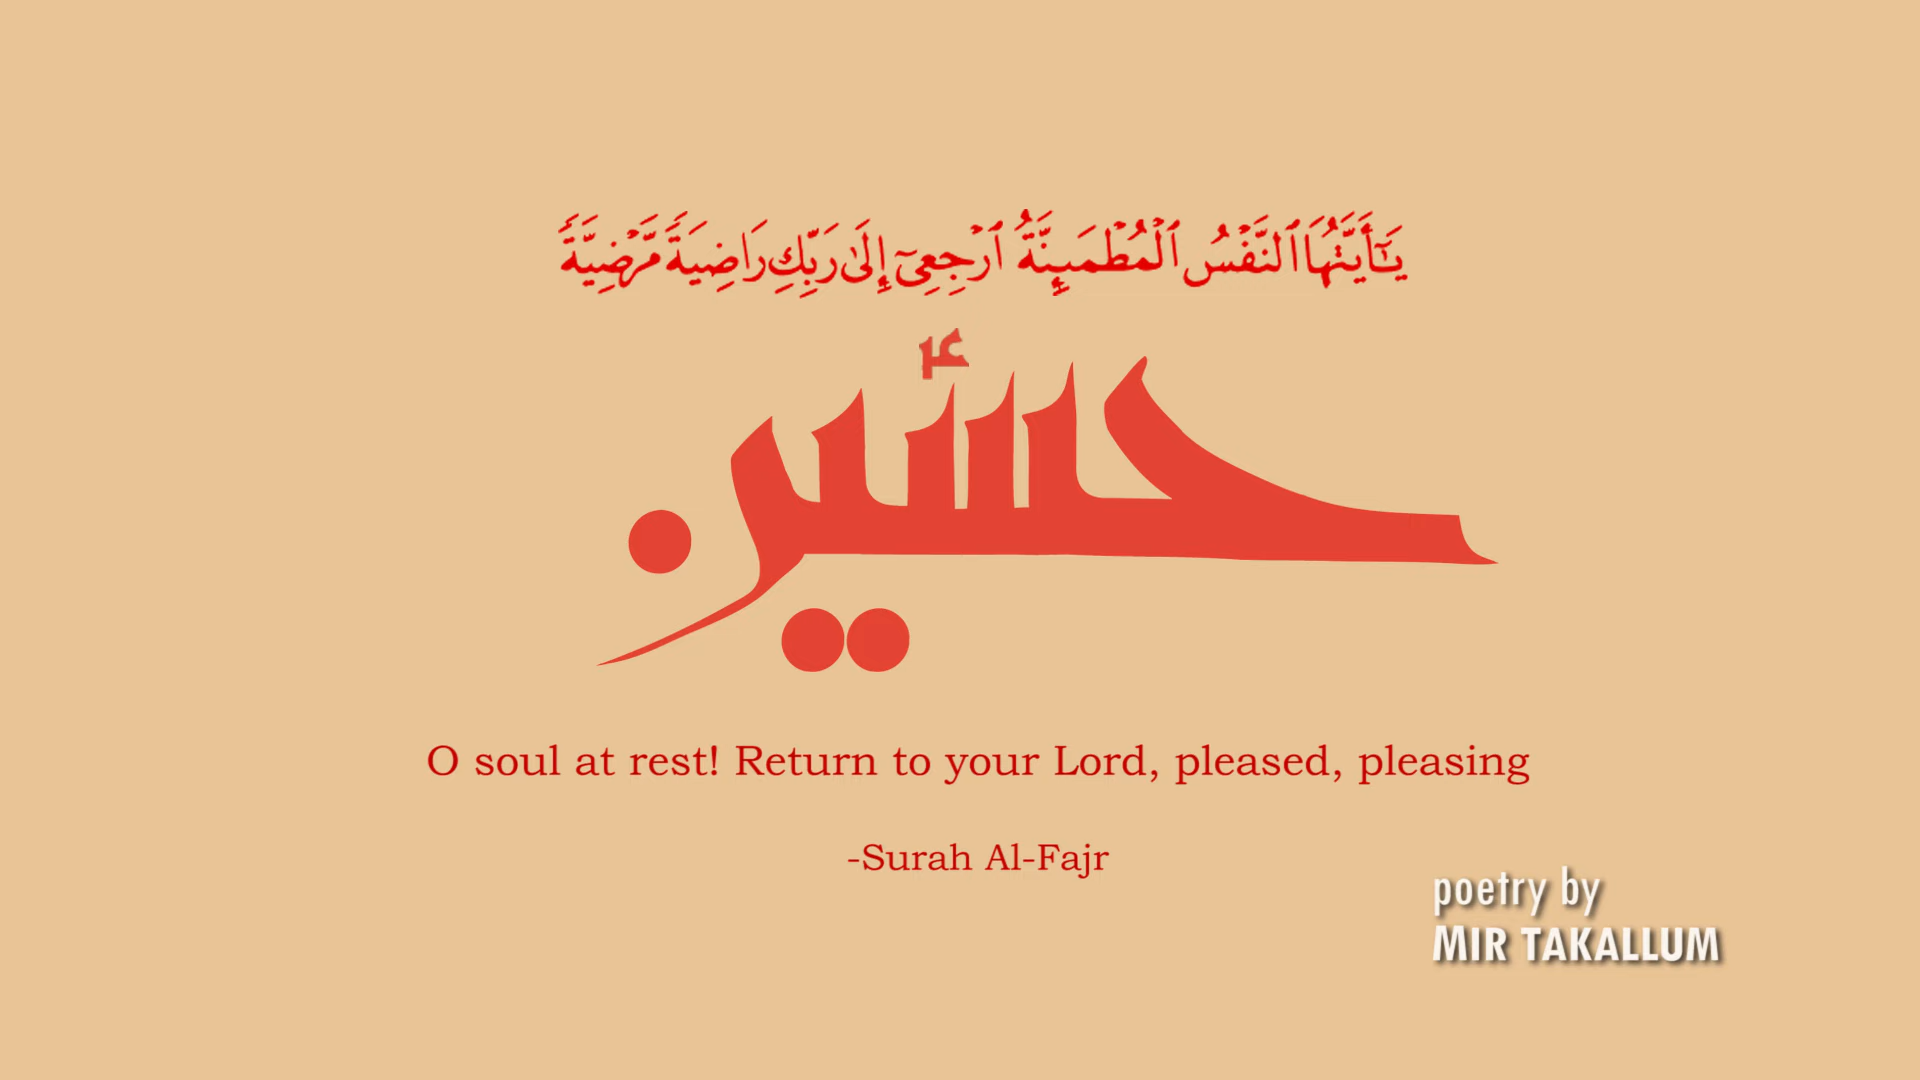 يَـٰٓأَيَّتُهَا ٱلنَّفْسُ ٱلْمُطْمَئِنَّةُ ٱرْجِعِىٓ إِلَىٰ رَبِّكِ رَاضِيَةً مَّرْضِيَّةً
حسین
ع
O soul at rest! Return to your Lord, pleased, pleasing
-Surah Al-Fajr
poetry by
MIR TAKALLUM